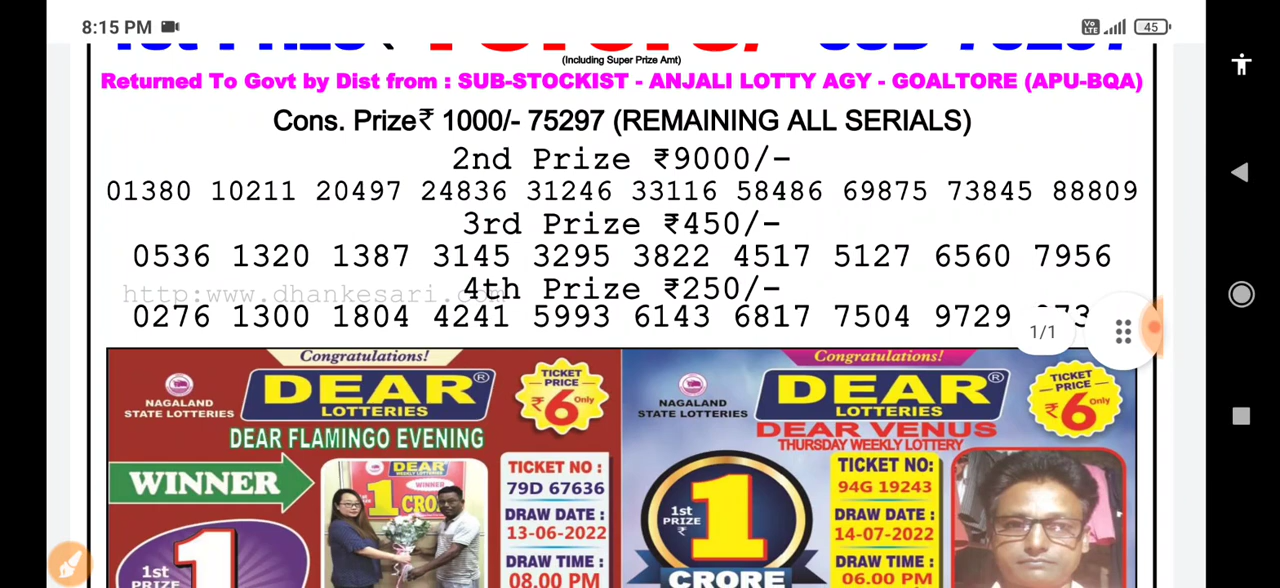 8:15 PM
Vo LTE 45
(Including Super Prize Amt)
Returned To Govt by Dist from : SUB-STOCKIST - ANJALI LOTTY AGY - GOALTORE (APU-BQA)
Cons. Prize₹ 1000/- 75297 (REMAINING ALL SERIALS)
2nd Prize ₹9000/-
01380 10211 20497 24836 31246 33116 58486 69875 73845 88809
3rd Prize ₹450/-
0536 1320 1387 3145 3295 3822 4517 5127 6560 7956
http:www.dhankesari.com
4th Prize ₹250/-
0276 1300 1804 4241 5993 6143 6817 7504 9729
1/1
Congratulations!
NAGALAND
STATE LOTTERIES
DEAR®
LOTTERIES
TICKET PRICE
₹6 Only
DEAR FLAMINGO EVENING
WINNER
DEAR
WINNER
1 CRO
TICKET NO :
79D 67636
DRAW DATE :
13-06-2022
DRAW TIME :
08.00 PM
1st
PRIZE
1
Congratulations!
NAGALAND
STATE LOTTERIES
DEAR®
LOTTERIES
TICKET PRICE
₹6 Only
DEAR VENUS
THURSDAY WEEKLY LOTTERY
1st
PRIZE
₹
1
CRORE
TICKET NO:
94G 19243
DRAW DATE :
14-07-2022
DRAW TIME :
06.00 PM